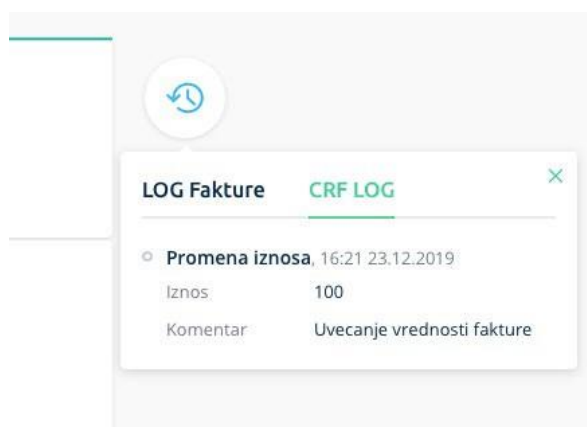 LOG Fakture CRF LOG
Promena iznosa, 16:21 23.12.2019
Iznos 100
Komentar Uvecanje vrednosti fakture